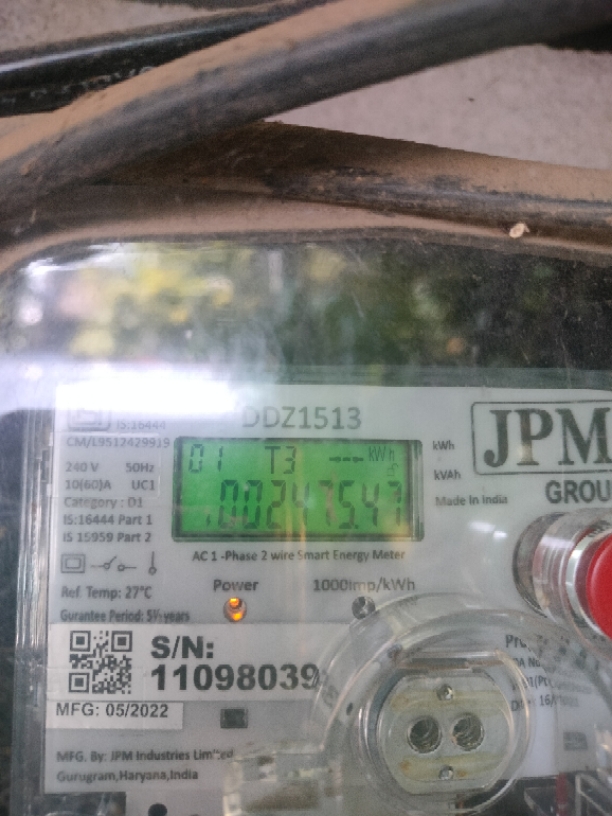 IS:16444
CM/L9512429919
DDZ1513
240 V 50Hz
10(60)A UC1
Category : D1
IS:16444 Part 1
IS 15959 Part 2
01 T3 kWh
002475.47
kWh
kVAh
Made in India
JPM
GROU
AC 1 -Phase 2 wire Smart Energy Meter
Ref. Temp: 27°C
Power 1000imp/kWh
Gurantee Period: 5½ years
S/N:
11098039
MFG: 05/2022
MFG. By: JPM Industries Limited
Gurugram,Haryana,India